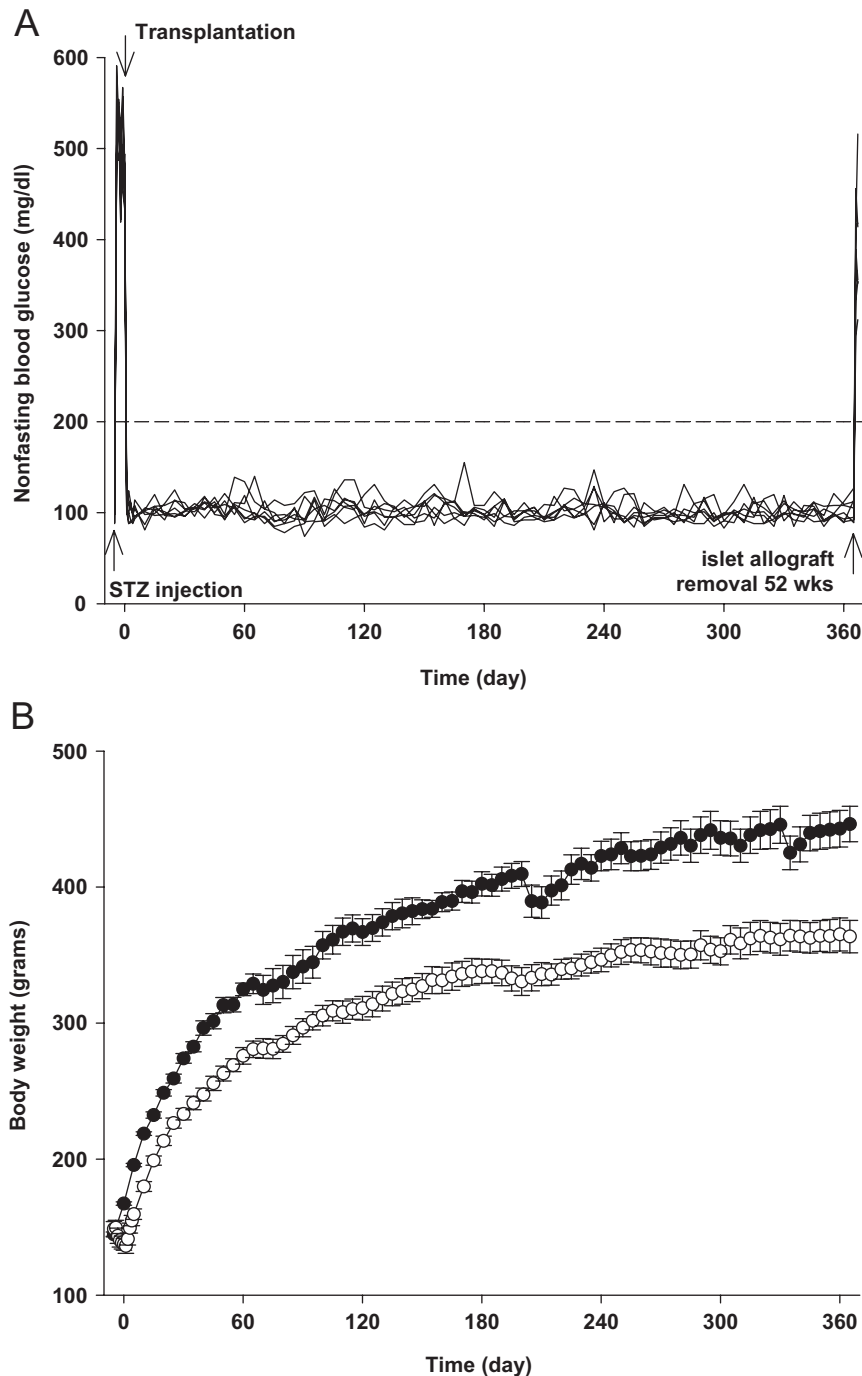 A
Transplantation
600
500
400
300
200
100
0
Nonfasting blood glucose (mg/dl)
STZ injection
islet allograft
removal 52 wks
0 60 120 180 240 300 360
Time (day)
B
500
400
300
200
100
Body weight (grams)
0 60 120 180 240 300 360
Time (day)